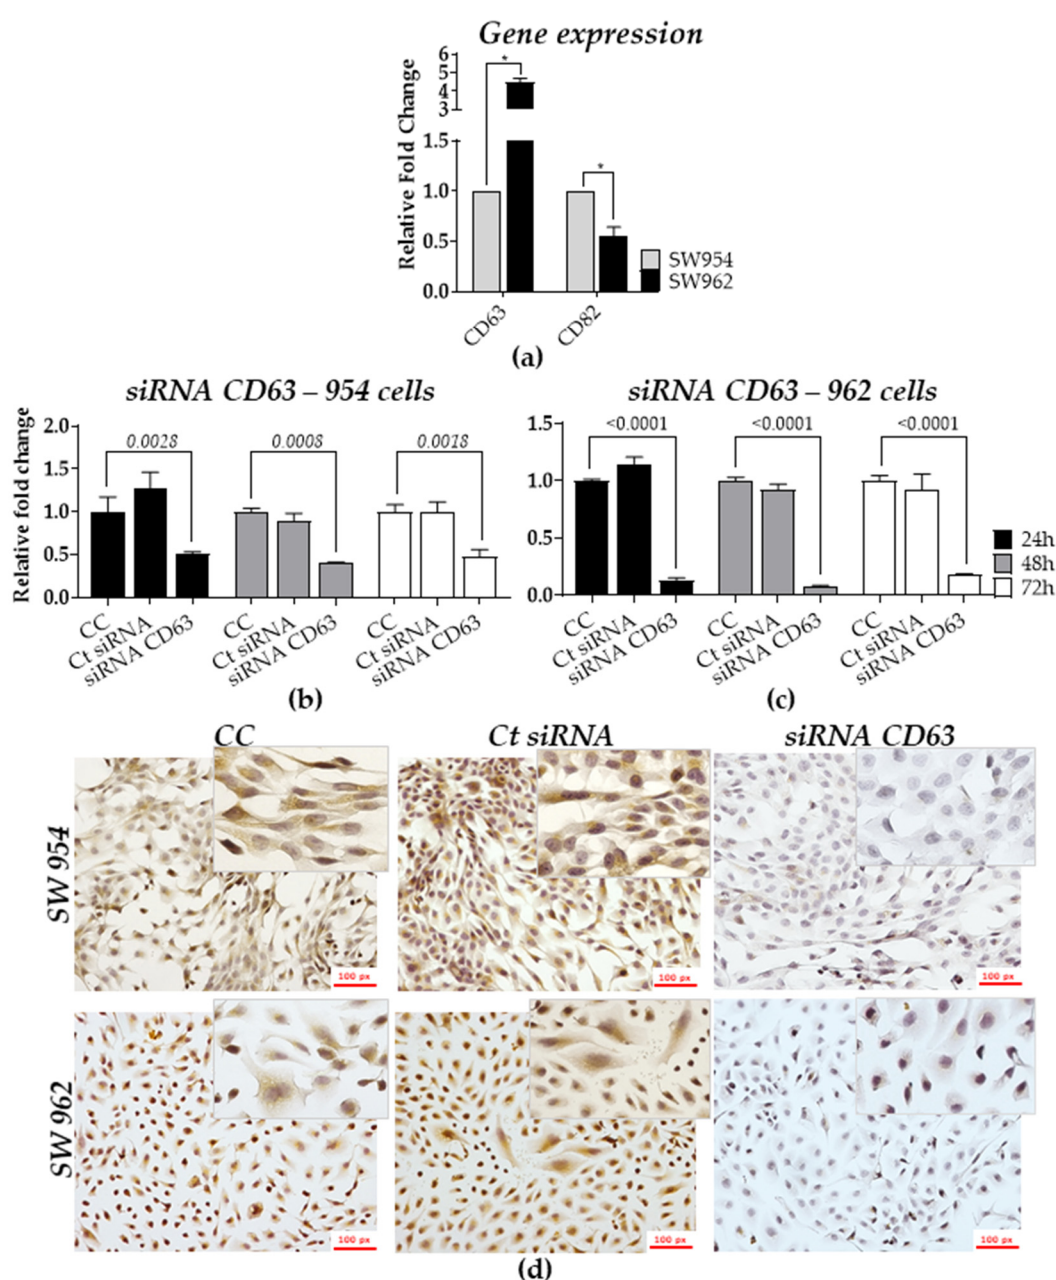 Gene expression
Relative Fold Change
6
5
4
3
1.5
1.0
0.5
0.0
*
*
SW954
SW962
CD63
CD82
(a)
siRNA CD63 – 954 cells
Relative fold change
2.0
1.5
1.0
0.5
0.0
0.0028
0.0008
0.0018
CC
Ct siRNA
siRNA CD63
CC
Ct siRNA
siRNA CD63
CC
Ct siRNA
siRNA CD63
(b)
siRNA CD63 – 962 cells
1.5
1.0
0.5
0.0
<0.0001
<0.0001
<0.0001
24h
48h
72h
CC
Ct siRNA
siRNA CD63
CC
Ct siRNA
siRNA CD63
CC
Ct siRNA
siRNA CD63
(c)
CC
Ct siRNA
siRNA CD63
SW 954
100 px
100 px
100 px
SW 962
100 px
100 px
100 px
(d)